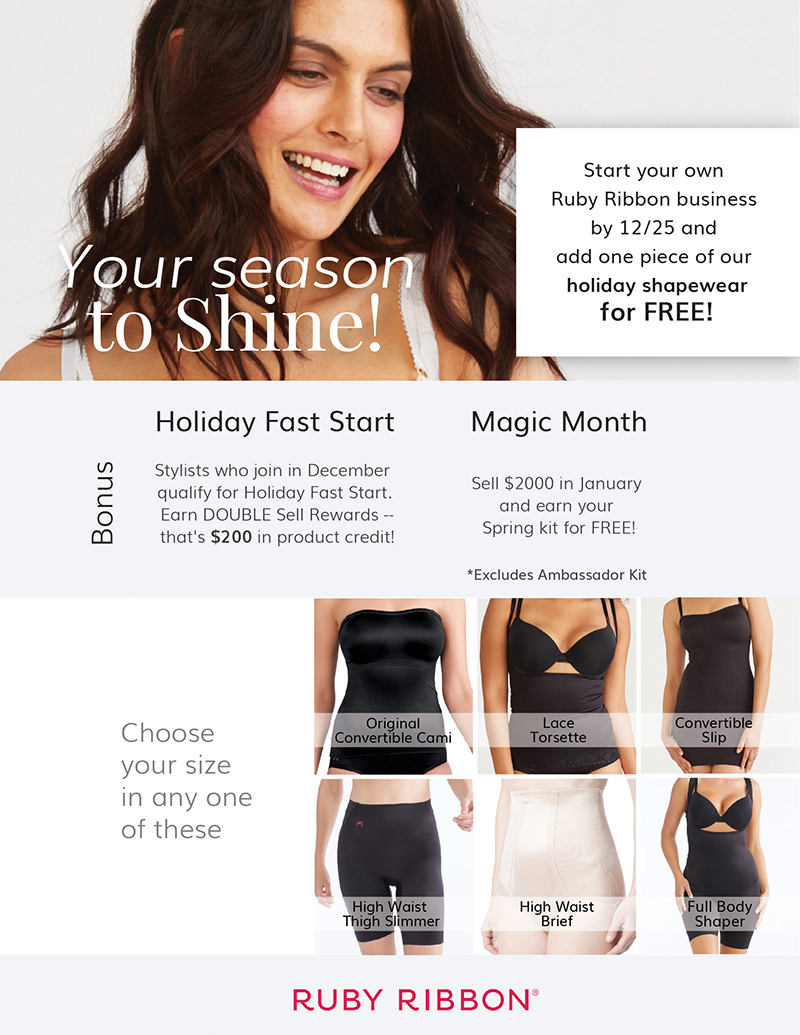 Your season
to Shine!
Start your own
Ruby Ribbon business
by 12/25 and
add one piece of our
holiday shapewear
for FREE!
Bonus
Holiday Fast Start
Stylists who join in December
qualify for Holiday Fast Start.
Earn DOUBLE Sell Rewards --
that's $200 in product credit!
Magic Month
Sell $2000 in January
and earn your
Spring kit for FREE!
*Excludes Ambassador Kit
Choose
your size
in any one
of these
Original
Convertible Cami
Lace
Torsette
Convertible
Slip
High Waist
Thigh Slimmer
High Waist
Brief
Full Body
Shaper
RUBY RIBBON®